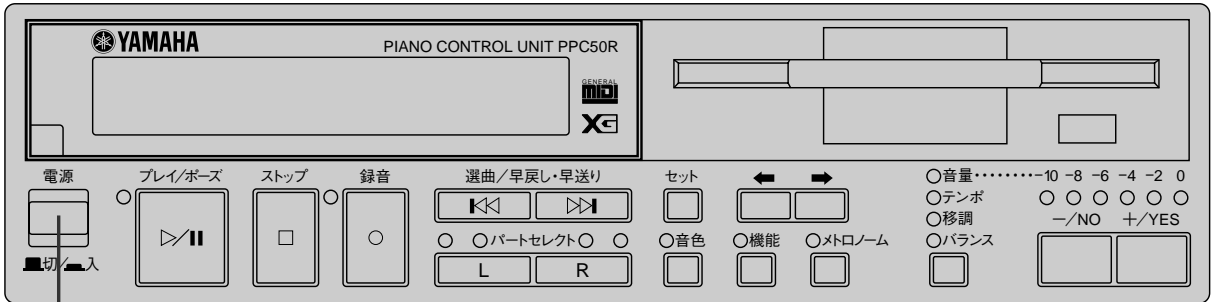 YAMAHA
PIANO CONTROL UNIT PPC50R
GENERAL
MIDI
XG
電源
プレイ/ポーズ
ストップ
録音
選曲/早戻し・早送り
セット
音量・・・・・・・・-10 -8 -6 -4 -2 0
テンポ
移調
−/NO +/YES
パートセレクト
音色
機能
メトロノーム
バランス
切/入
L
R